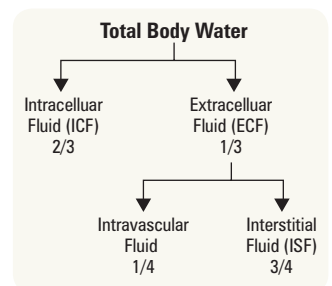 Total Body Water
Intracelluar
Fluid (ICF)
2/3
Extracelluar
Fluid (ECF)
1/3
Intravascular
Fluid
1/4
Interstitial
Fluid (ISF)
3/4